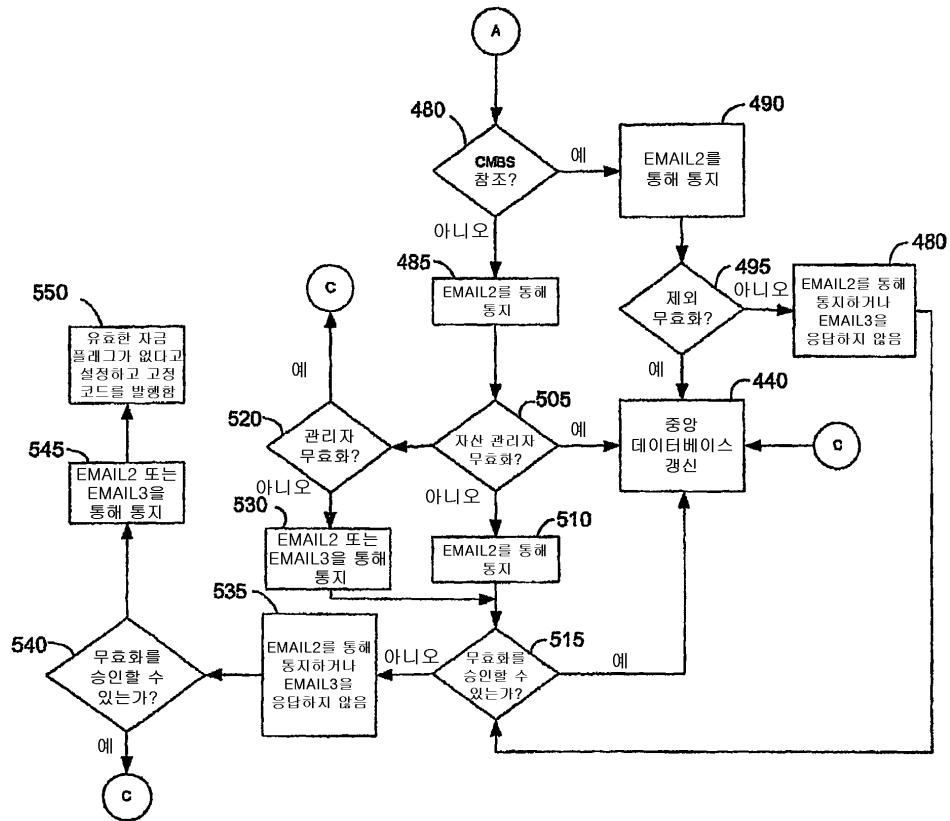 A
480
490
CMBS
참조?
예
EMAIL2를
통해 통지
아니오
485
EMAIL2를 통해
통지
495
제외
무효화?
아니오
480
EMAIL2를 통해
통지하거나
EMAIL3을
응답하지 않음
예
C
550
유효한 자금
플래그가 없다고
설정하고 고정
코드를 발행함
예
520
관리자
무효화?
505
자산 관리자
무효화?
예
440
중앙
데이터베이스
갱신
C
545
EMAIL2 또는
EMAIL3을
통해 통지
아니오
530
EMAIL2 또는
EMAIL3을 통해
통지
아니오
510
EMAIL2를 통해
통지
535
EMAIL2를 통해
통지하거나
EMAIL3을
응답하지 않음
아니오
515
무효화를
승인할 수
있는가?
예
540
무효화를
승인할 수
있는가?
예
C